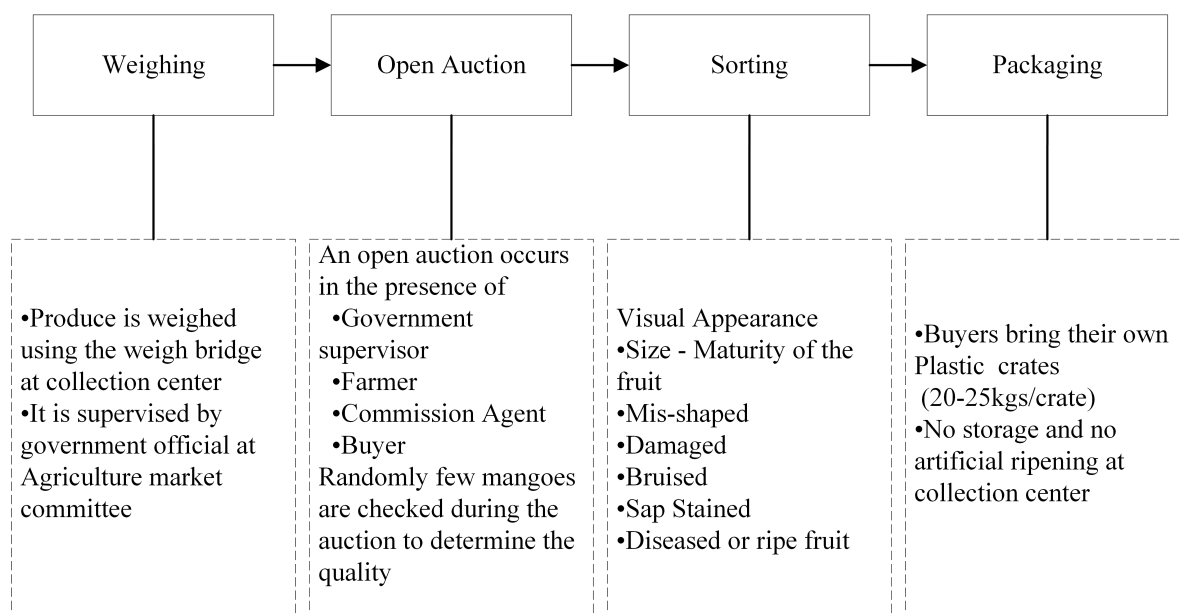 Weighing
Open Auction
Sorting
Packaging
•Produce is weighed
using the weigh bridge
at collection center
•It is supervised by
government official at
Agriculture market
committee
An open auction occurs
in the presence of
•Government
supervisor
•Farmer
•Commission Agent
•Buyer
Randomly few mangoes
are checked during the
auction to determine the
quality
Visual Appearance
•Size - Maturity of the
fruit
•Mis-shaped
•Damaged
•Bruised
•Sap Stained
•Diseased or ripe fruit
•Buyers bring their own
Plastic crates
(20-25kgs/crate)
•No storage and no
artificial ripening at
collection center